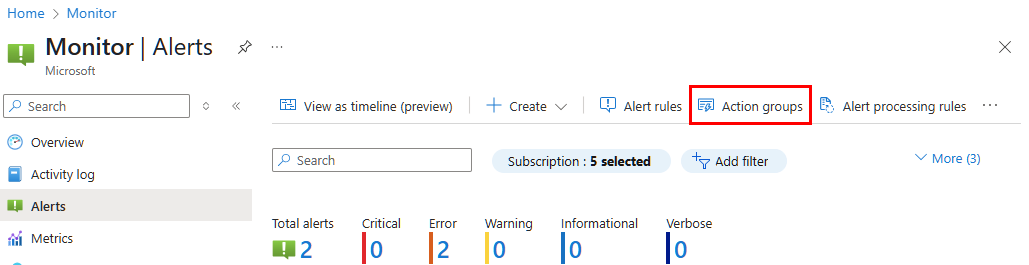 Home > Monitor
Monitor | Alerts
Microsoft
Search
Overview
Activity log
Alerts
Metrics
View as timeline (preview) Create Alert rules Action groups Alert processing rules
Search Subscription : 5 selected Add filter More (3)
Total alerts Critical Error Warning Informational Verbose
2 0 2 0 0 0